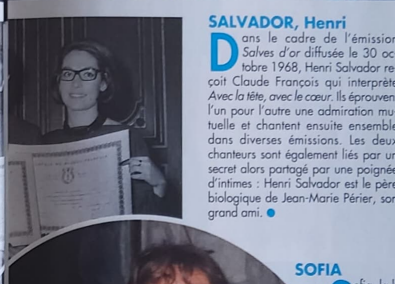 SALVADOR, Henri
Dans le cadre de l'émission
Salves d'or diffusée le 30 oc-
tobre 1968, Henri Salvador re-
çoit Claude François qui interprète
Avec la tête, avec le cœur. Ils éprouvent
l'un pour l'autre une admiration mu-
tuelle et chantent ensuite ensemble
dans diverses émissions. Les deux
chanteurs sont également liés par un
secret alors partagé par une poignée
d'intimes : Henri Salvador est le père
biologique de Jean-Marie Périer, son
grand ami. ●
SOFIA